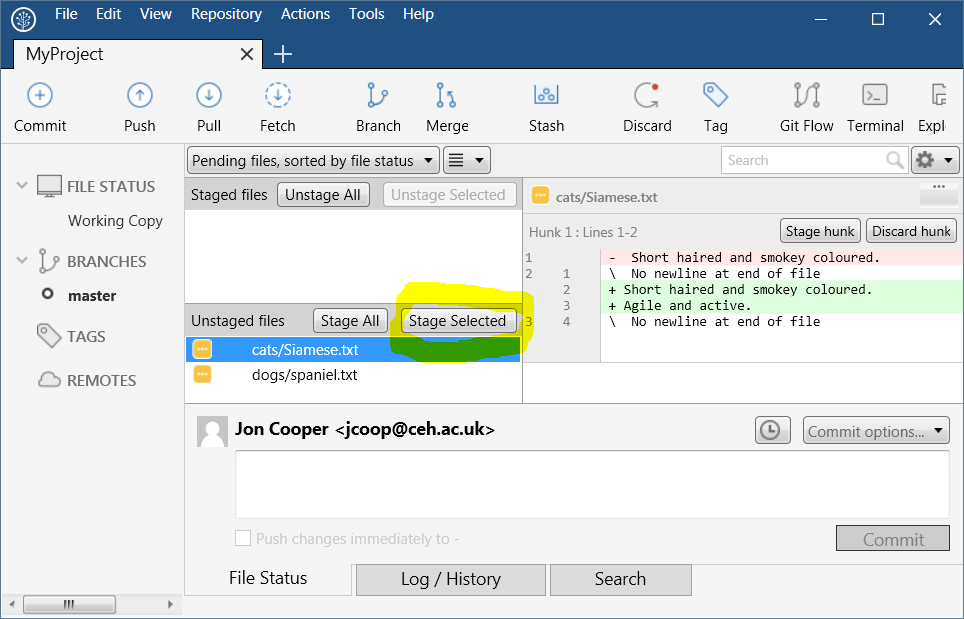 File Edit View Repository Actions Tools Help
MyProject
Commit Push Pull Fetch Branch Merge Stash Discard Tag Git Flow Terminal Expl
FILE STATUS
Working Copy
BRANCHES
master
TAGS
REMOTES
Pending files, sorted by file status
Search
Staged files Unstage All Unstage Selected
Unstaged files Stage All Stage Selected
cats/Siamese.txt
dogs/spaniel.txt
cats/Siamese.txt
Hunk 1 : Lines 1-2 Stage hunk Discard hunk
1 - Short haired and smokey coloured.
2 1 \ No newline at end of file
2 + Short haired and smokey coloured.
3 + Agile and active.
3 4 \ No newline at end of file
Jon Cooper <jcoop@ceh.ac.uk>
Commit options...
Push changes immediately to -
Commit
File Status Log / History Search